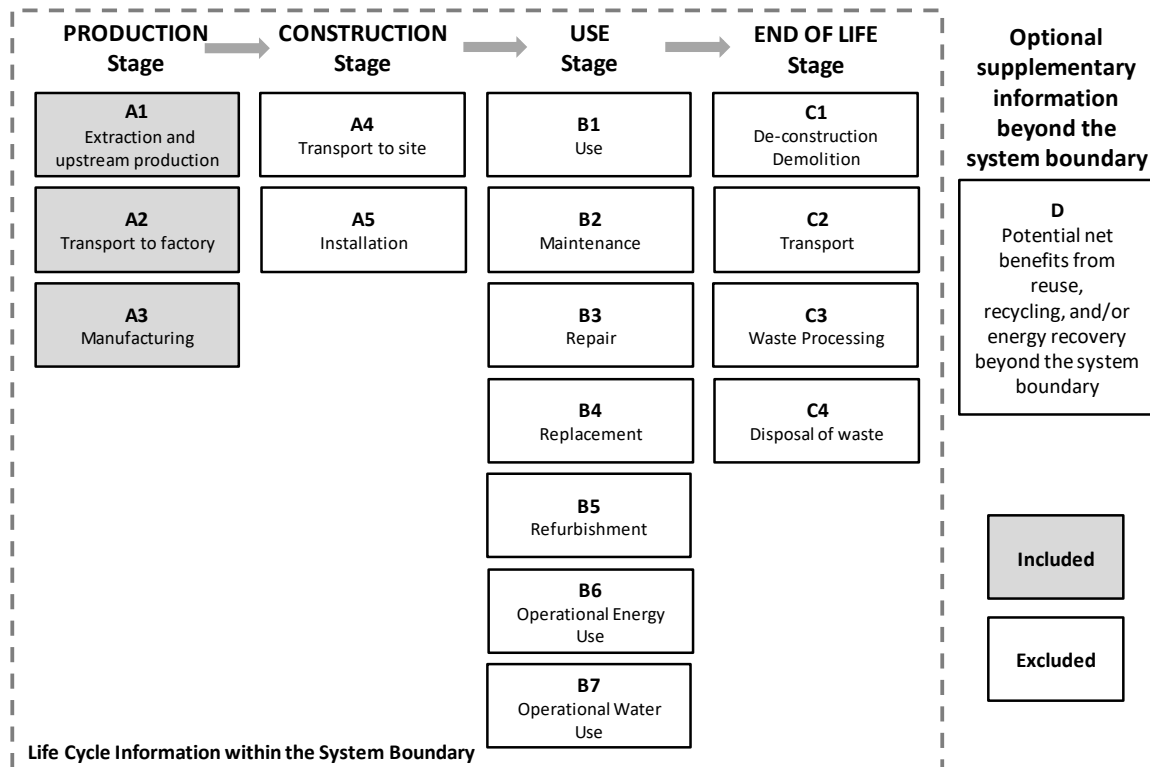 PRODUCTION
Stage
A1
Extraction and
upstream production
A2
Transport to factory
A3
Manufacturing
CONSTRUCTION
Stage
A4
Transport to site
A5
Installation
USE
Stage
B1
Use
B2
Maintenance
B3
Repair
B4
Replacement
B5
Refurbishment
B6
Operational Energy
Use
B7
Operational Water
Use
END OF LIFE
Stage
C1
De-construction
Demolition
C2
Transport
C3
Waste Processing
C4
Disposal of waste
Life Cycle Information within the System Boundary
Optional
supplementary
information
beyond the
system boundary
D
Potential net
benefits from
reuse,
recycling, and/or
energy recovery
beyond the system
boundary
Included
Excluded